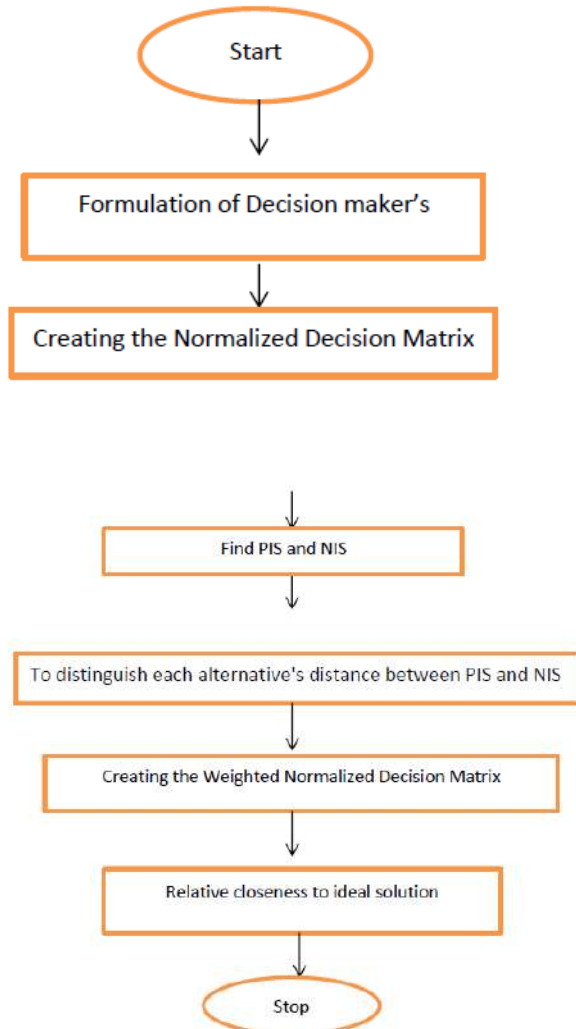 Start
Formulation of Decision maker's
Creating the Normalized Decision Matrix
Find PIS and NIS
To distinguish each alternative's distance between PIS and NIS
Creating the Weighted Normalized Decision Matrix
Relative closeness to ideal solution
Stop